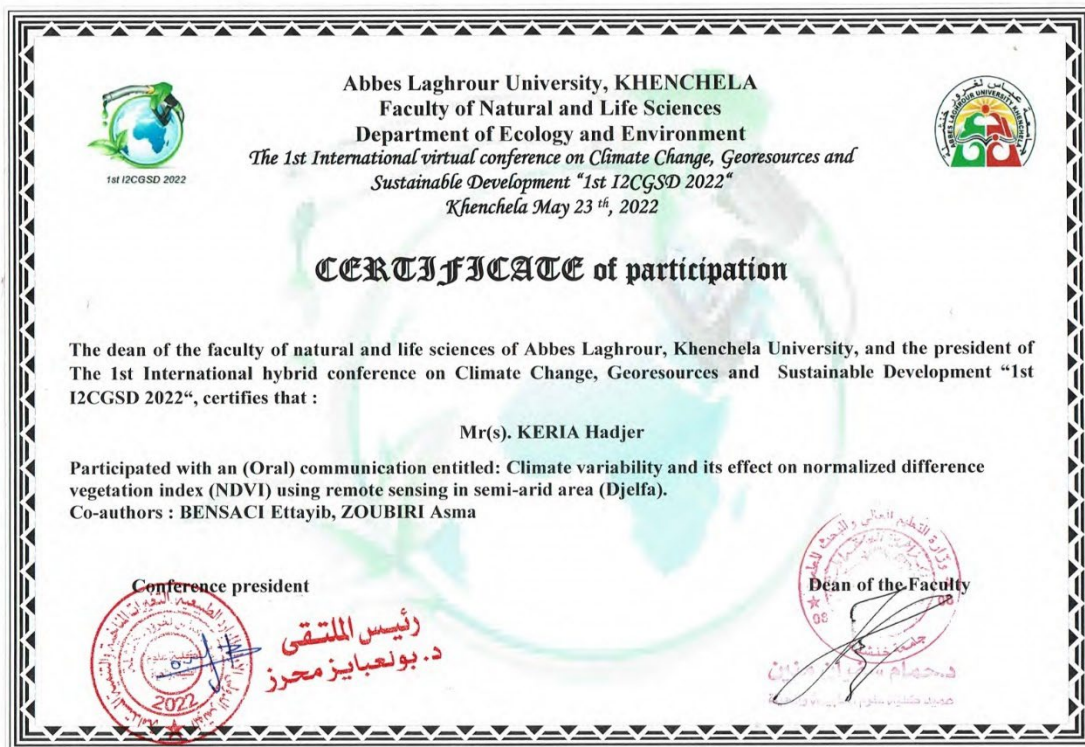 Abbes Laghrour University, KHENCHELA
Faculty of Natural and Life Sciences
Department of Ecology and Environment
The 1st International virtual conference on Climate Change, Georesources and
Sustainable Development “1st I2CGSD 2022“
Khenchela May 23 th, 2022
1st I2CGSD 2022
ABBES LAGHROUR UNIVERSITY KHENCHELA
CERTIFICATE of participation
The dean of the faculty of natural and life sciences of Abbes Laghrour, Khenchela University, and the president of
The 1st International hybrid conference on Climate Change, Georesources and Sustainable Development “1st
I2CGSD 2022“, certifies that :
Mr(s). KERIA Hadjer
Participated with an (Oral) communication entitled: Climate variability and its effect on normalized difference
vegetation index (NDVI) using remote sensing in semi-arid area (Djelfa).
Co-authors : BENSACI Ettayib, ZOUBIRI Asma
Conference president
Dean of the Faculty
رئيس الملتقى
د. بولعبايز محرز
2022